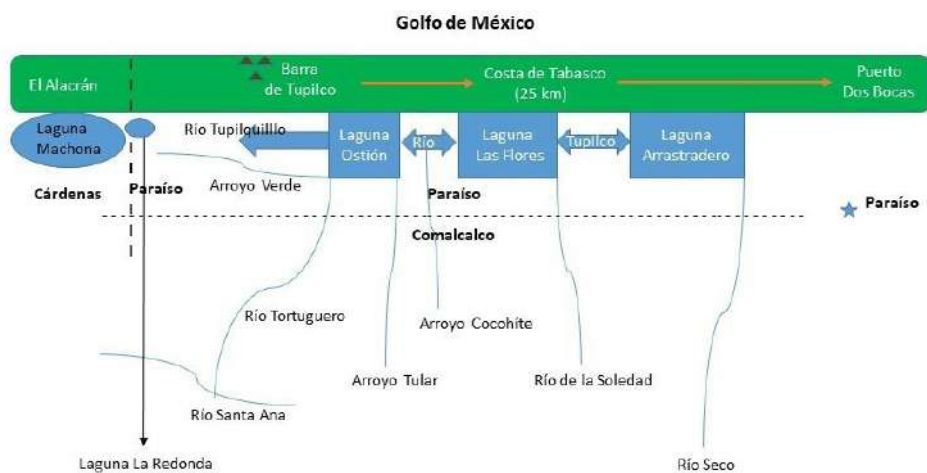 Golfo de México
El Alacrán
Barra
de Tupilco
Costa de Tabasco
(25 km)
Puerto
Dos Bocas
Laguna
Machona
Río Tupilquilllo
Laguna
Ostión
Río
Laguna
Las Flores
Tupilco
Laguna
Arrastradero
Cárdenas
Paraíso
Arroyo Verde
Paraíso
Paraíso
Comalcalco
Río Tortuguero
Arroyo Cocohíte
Arroyo Tular
Río de la Soledad
Río Santa Ana
Laguna La Redonda
Río Seco